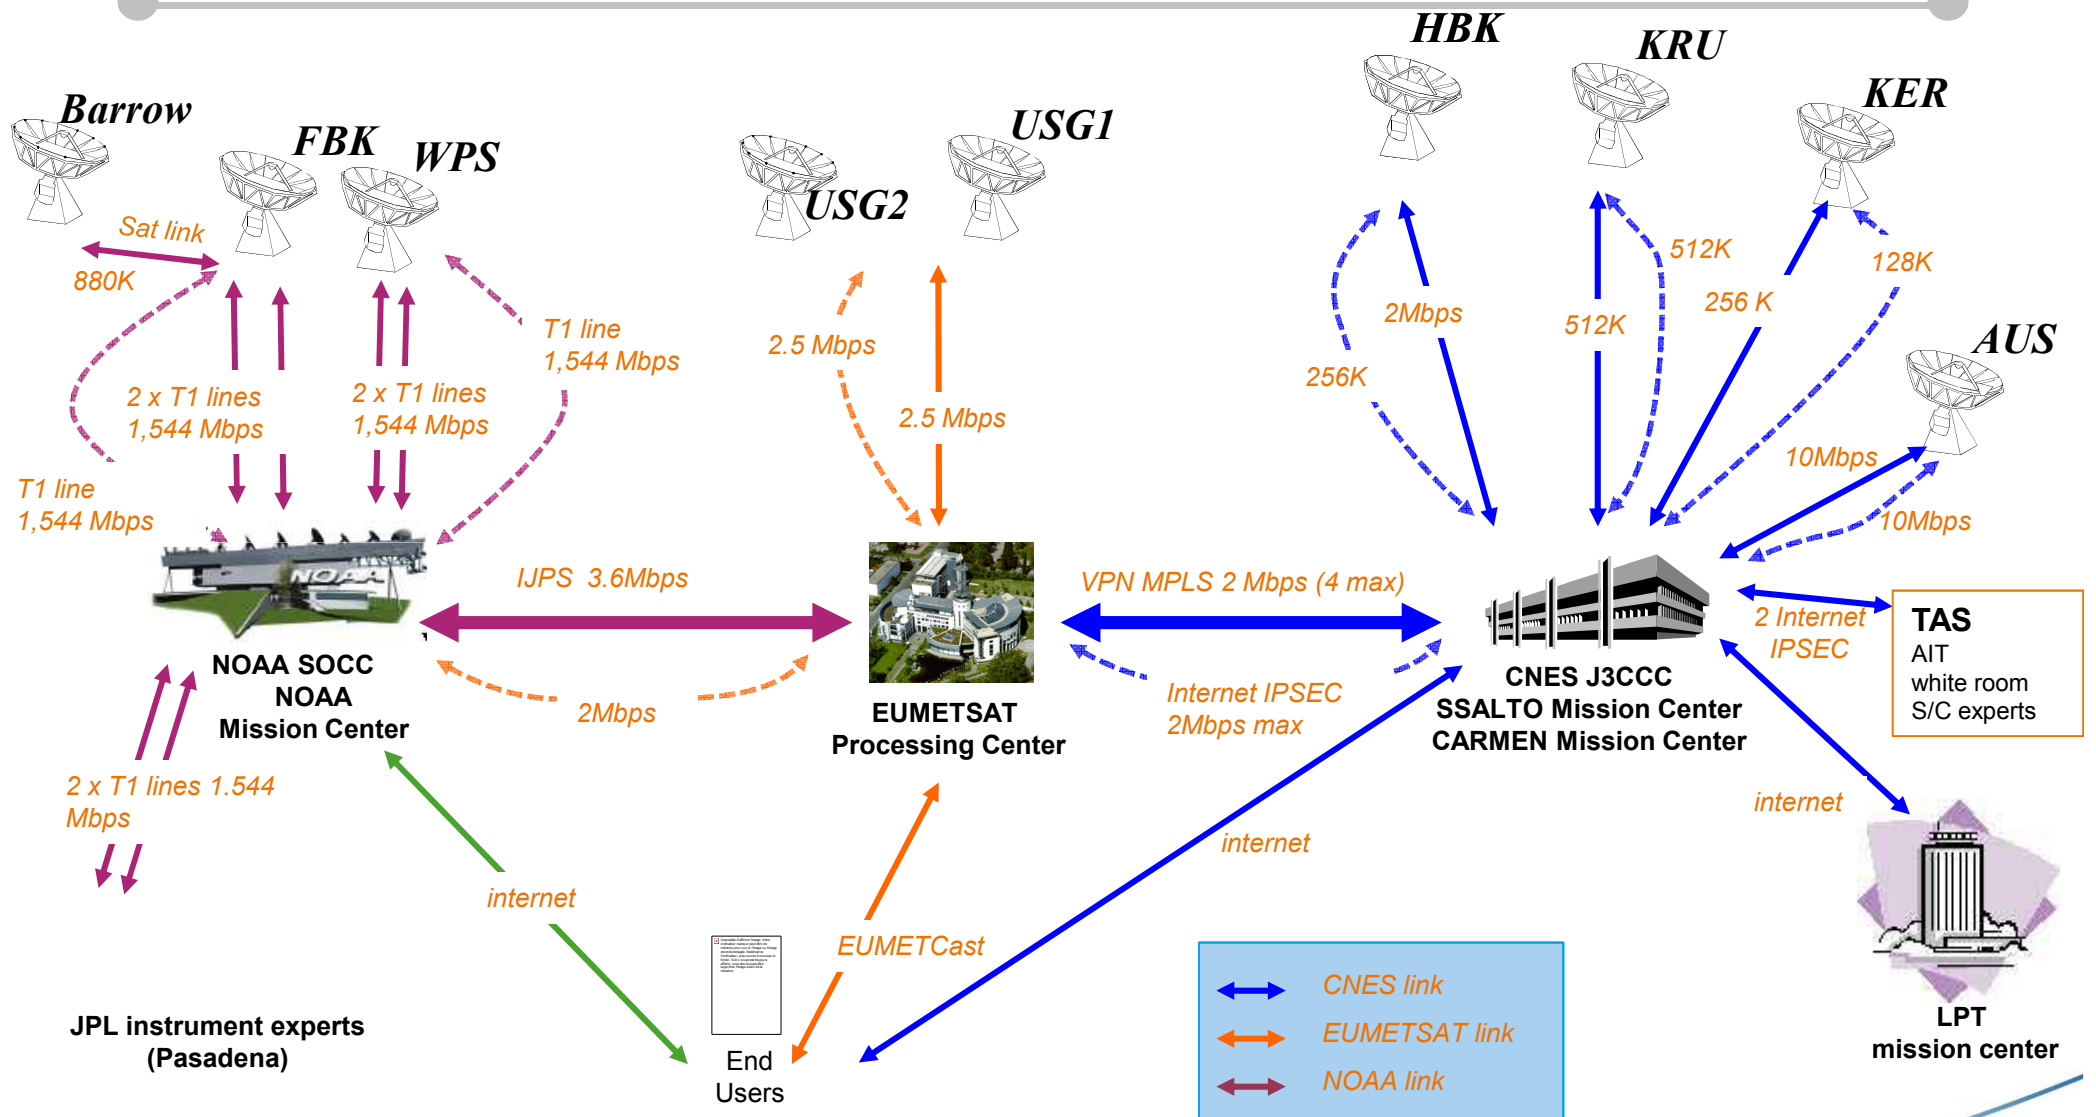 HBK
KRU
KER
Barrow
FBK
WPS
USG1
USG2
AUS
Sat link
880K
T1 line
1,544 Mbps
2 x T1 lines
1,544 Mbps
2 x T1 lines
1,544 Mbps
T1 line
1,544 Mbps
2.5 Mbps
2.5 Mbps
2Mbps
256K
512K
512K
256 K
128K
10Mbps
10Mbps
NOAA
IJPS  3.6Mbps
VPN MPLS 2 Mbps (4 max)
2 Internet
IPSEC
TAS
AIT
white room
S/C experts
NOAA SOCC
NOAA
Mission Center
2Mbps
EUMETSAT
Processing Center
Internet IPSEC
2Mbps max
CNES J3CCC
SSALTO Mission Center
CARMEN Mission Center
2 x T1 lines 1.544
Mbps
internet
internet
internet
EUMETCast
JPL instrument experts
(Pasadena)
End
Users
CNES link
EUMETSAT link
NOAA link
LPT
mission center